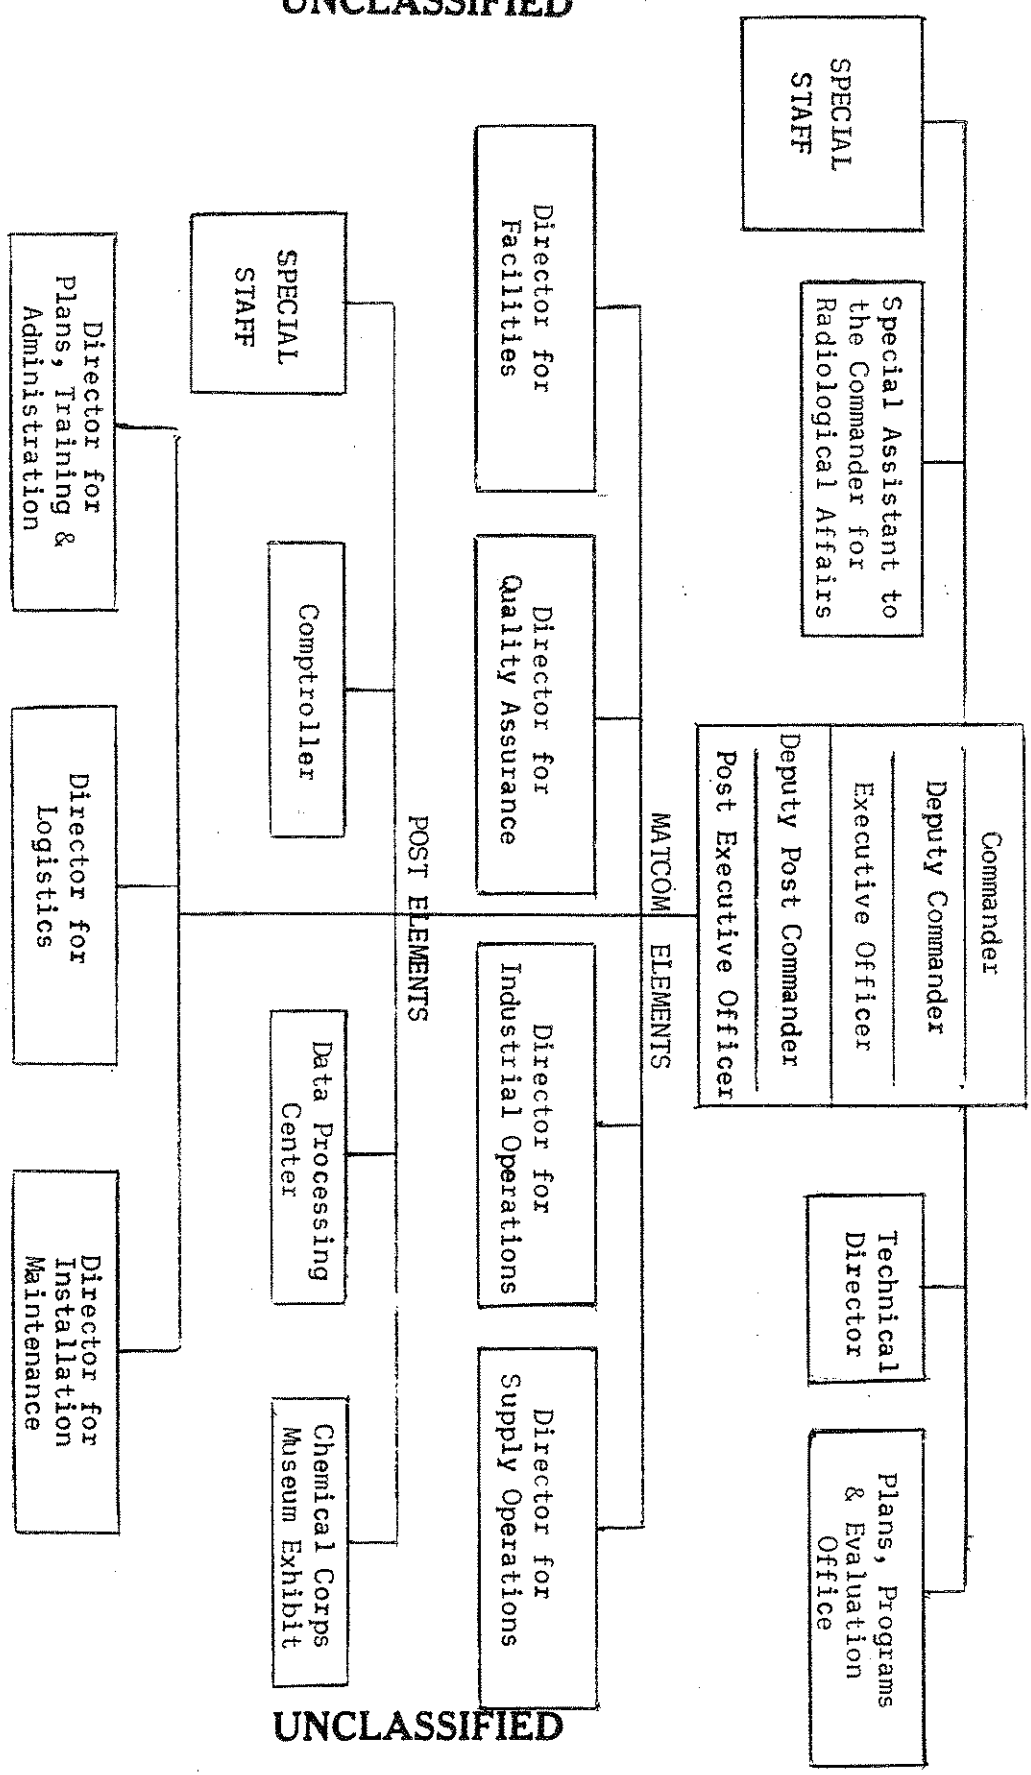 UNCLASSIFIED
Commander
Deputy Commander
Executive Officer
Deputy Post Commander
Post Executive Officer
SPECIAL
STAFF
Special Assistant to
the Commander for
Radiological Affairs
Technical
Director
Plans, Programs
& Evaluation
Office
MATCOM ELEMENTS
Director for
Facilities
Director for
Quality Assurance
Director for
Industrial Operations
Director for
Supply Operations
POST ELEMENTS
SPECIAL
STAFF
Comptroller
Data Processing
Center
Chemical Corps
Museum Exhibit
Director for
Plans, Training &
Administration
Director for
Logistics
Director for
Installation
Maintenance
UNCLASSIFIED